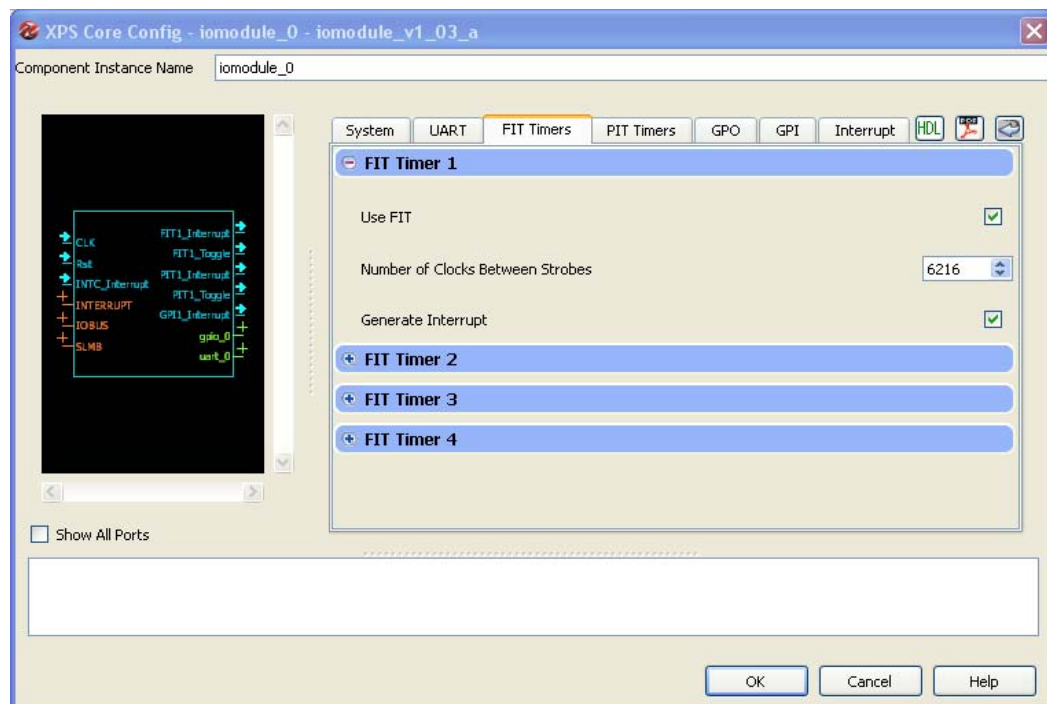 XPS Core Config - iomodule_0 - iomodule_v1_03_a
Component Instance Name iomodule_0
System UART FIT Timers PIT Timers GPO GPI Interrupt HDL PDF
FIT Timer 1
Use FIT
Number of Clocks Between Strobes 6216
Generate Interrupt
FIT Timer 2
FIT Timer 3
FIT Timer 4
CLK
Rst
INTC_Interrupt
INTERRUPT
IOBUS
SLMB
FIT1_Interrupt
FIT1_Toggle
PIT1_Interrupt
PIT1_Toggle
GPI1_Interrupt
gpio_0
uart_0
Show All Ports
OK Cancel Help